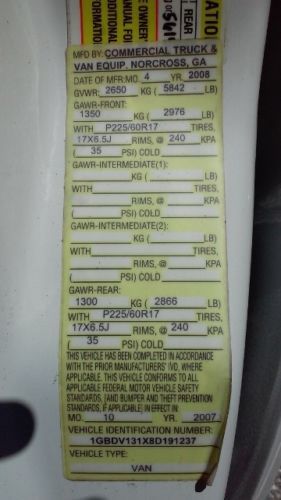 E OWNER'
ANUAL FOR
ADDITIONAL
REAR
MFD BY: COMMERCIAL TRUCK &
VAN EQUIP. NORCROSS, GA
DATE OF MFR: MO. 4 YR. 2008
GVWR: 2650 KG ( 5842 LB)
GAWR-FRONT:
1350 KG ( 2976 LB)
WITH P225/60R17 TIRES,
17X6.5J RIMS, @ 240 KPA
( 35 PSI) COLD
GAWR-INTERMEDIATE(1):
KG ( LB)
WITH TIRES,
RIMS, @ KPA
( PSI) COLD
GAWR-INTERMEDIATE(2):
KG ( LB)
WITH TIRES,
RIMS, @ KPA
( PSI) COLD
GAWR-REAR:
1300 KG ( 2866 LB)
WITH P225/60R17 TIRES,
17X6.5J RIMS, @ 240 KPA
( 35 PSI) COLD
THIS VEHICLE HAS BEEN COMPLETED IN ACCORDANCE
WITH THE PRIOR MANUFACTURERS' IVD, WHERE
APPLICABLE. THIS VEHICLE CONFORMS TO ALL
APPLICABLE FEDERAL MOTOR VEHICLE SAFETY
STANDARDS, [AND BUMPER AND THEFT PREVENTION
STANDARDS, IF APPLICABLE], IN EFFECT IN:
MO. 10 YR. 2007
VEHICLE IDENTIFICATION NUMBER:
1GBDV131X8D191237
VEHICLE TYPE:
VAN